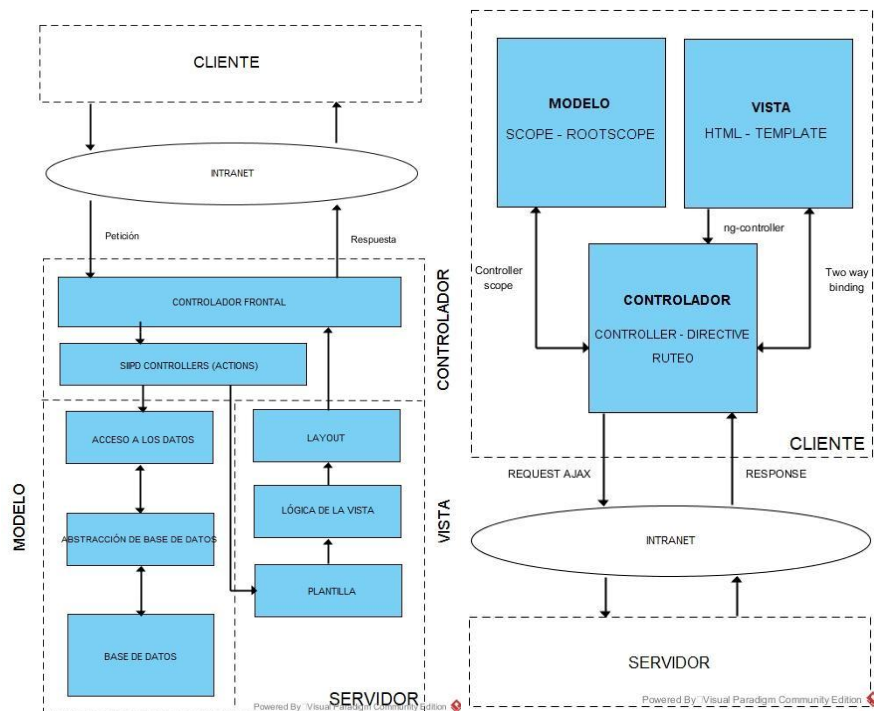 CLIENTE
INTRANET
Petición
Respuesta
CONTROLADOR FRONTAL
SIIPD CONTROLLERS (ACTIONS)
CONTROLADOR
ACCESO A LOS DATOS
ABSTRACCIÓN DE BASE DE DATOS
BASE DE DATOS
MODELO
LAYOUT
LÓGICA DE LA VISTA
PLANTILLA
VISTA
SERVIDOR
Powered By Visual Paradigm Community Edition
MODELO
SCOPE - ROOTSCOPE
VISTA
HTML - TEMPLATE
ng-controller
Controller
scope
Two way
binding
CONTROLADOR
CONTROLLER - DIRECTIVE
RUTEO
CLIENTE
REQUEST AJAX
RESPONSE
INTRANET
SERVIDOR
Powered By Visual Paradigm Community Edition